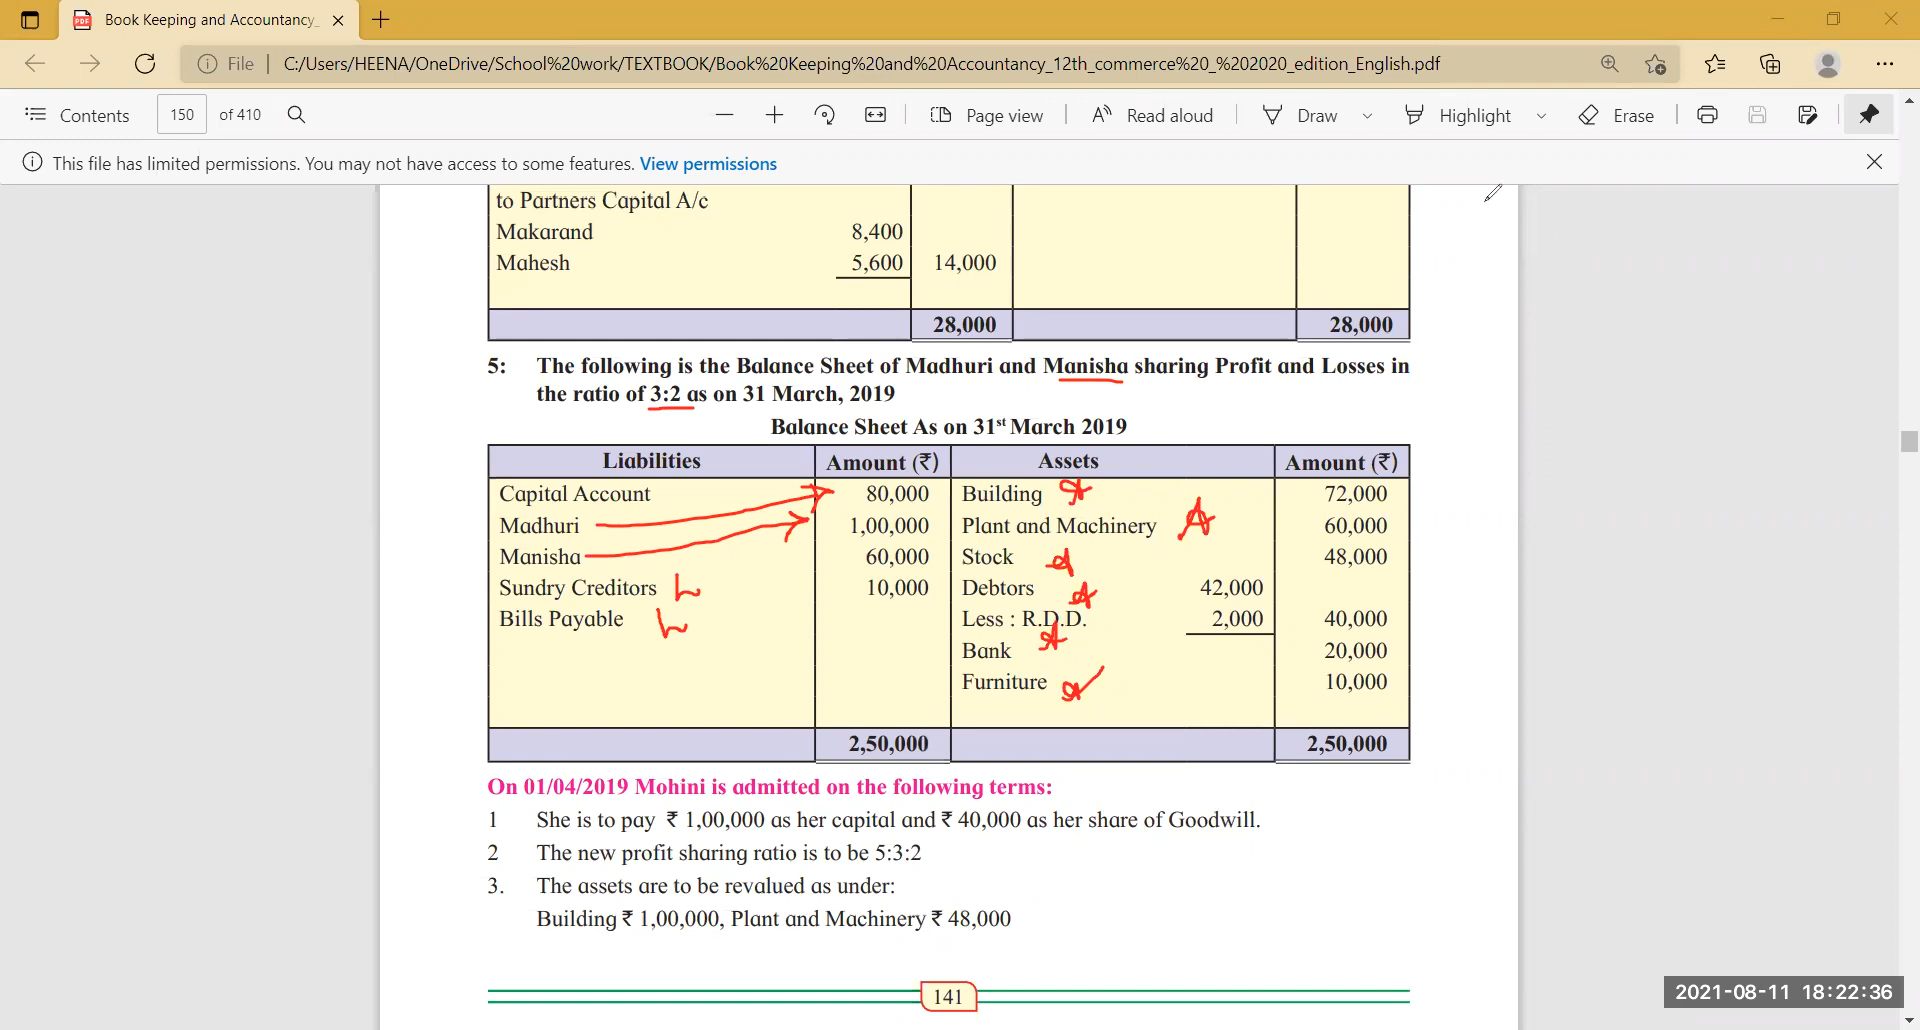 Book Keeping and Accountancy_
File C:/Users/HEENA/OneDrive/School%20work/TEXTBOOK/Book%20Keeping%20and%20Accountancy_12th_commerce%20_%202020_edition_English.pdf
Contents 150 of 410 Page view Read aloud Draw Highlight Erase
This file has limited permissions. You may not have access to some features. View permissions
to Partners Capital A/c
Makarand 8,400
Mahesh 5,600 14,000
28,000 28,000
5: The following is the Balance Sheet of Madhuri and Manisha sharing Profit and Losses in
the ratio of 3:2 as on 31 March, 2019
Balance Sheet As on 31st March 2019
Liabilities Amount (₹) Assets Amount (₹)
Capital Account 80,000 Building 72,000
Madhuri 1,00,000 Plant and Machinery 60,000
Manisha 60,000 Stock 48,000
Sundry Creditors 10,000 Debtors 42,000
Bills Payable Less : R.D.D. 2,000 40,000
Bank 20,000
Furniture 10,000
2,50,000 2,50,000
On 01/04/2019 Mohini is admitted on the following terms:
1 She is to pay ₹ 1,00,000 as her capital and ₹ 40,000 as her share of Goodwill.
2 The new profit sharing ratio is to be 5:3:2
3. The assets are to be revalued as under:
Building ₹ 1,00,000, Plant and Machinery ₹ 48,000
141
2021-08-11 18:22:36